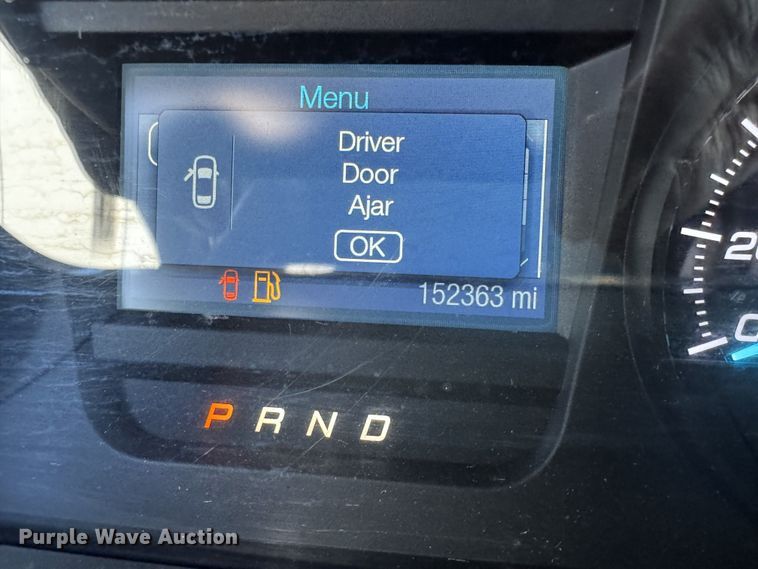 Menu
Driver
Door
Ajar
OK
152363 mi
P R N D
Purple Wave Auction